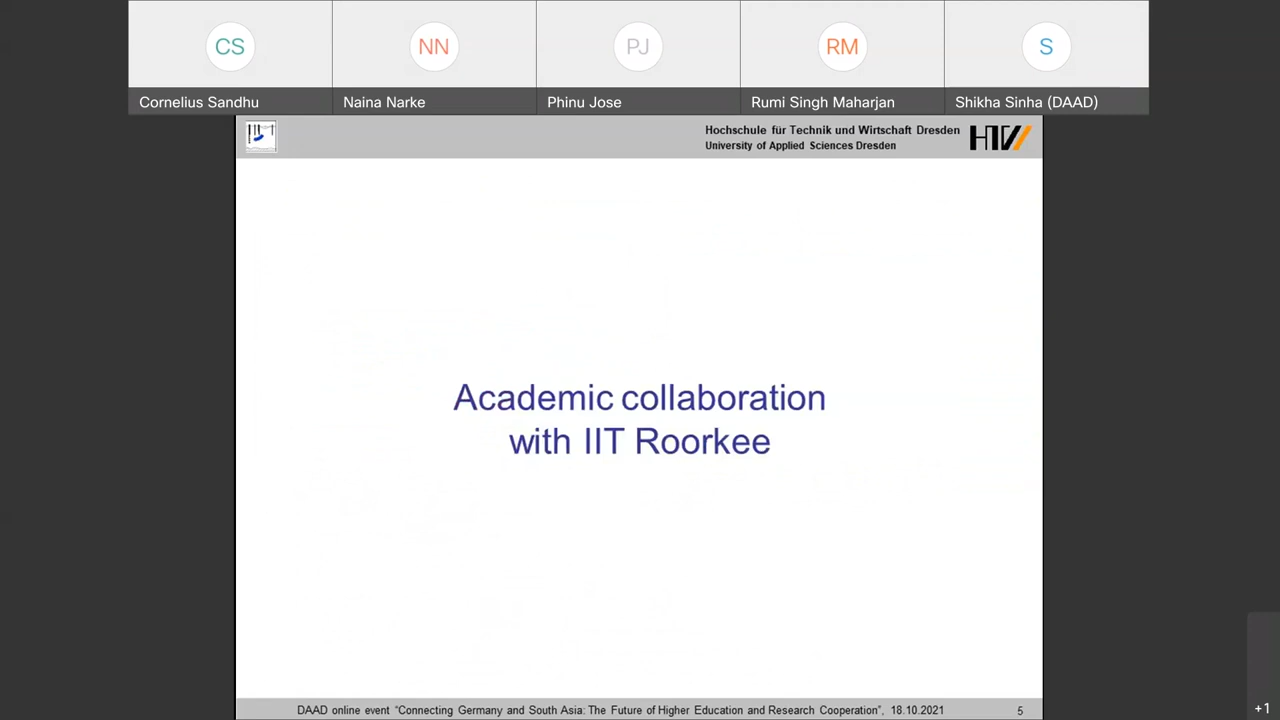 CS
NN
PJ
RM
S
Cornelius Sandhu
Naina Narke
Phinu Jose
Rumi Singh Maharjan
Shikha Sinha (DAAD)
Hochschule für Technik und Wirtschaft Dresden
University of Applied Sciences Dresden
HTW
Academic collaboration
with IIT Roorkee
DAAD online event “Connecting Germany and South Asia: The Future of Higher Education and Research Cooperation”, 18.10.2021
5
+1